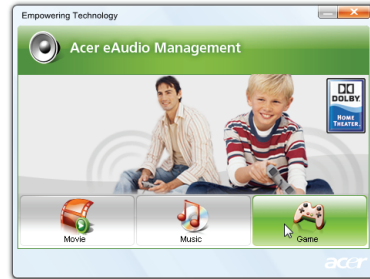 Empowering Technology
Acer eAudio Management
DOLBY
HOME
THEATER
Movie
Music
Game
acer